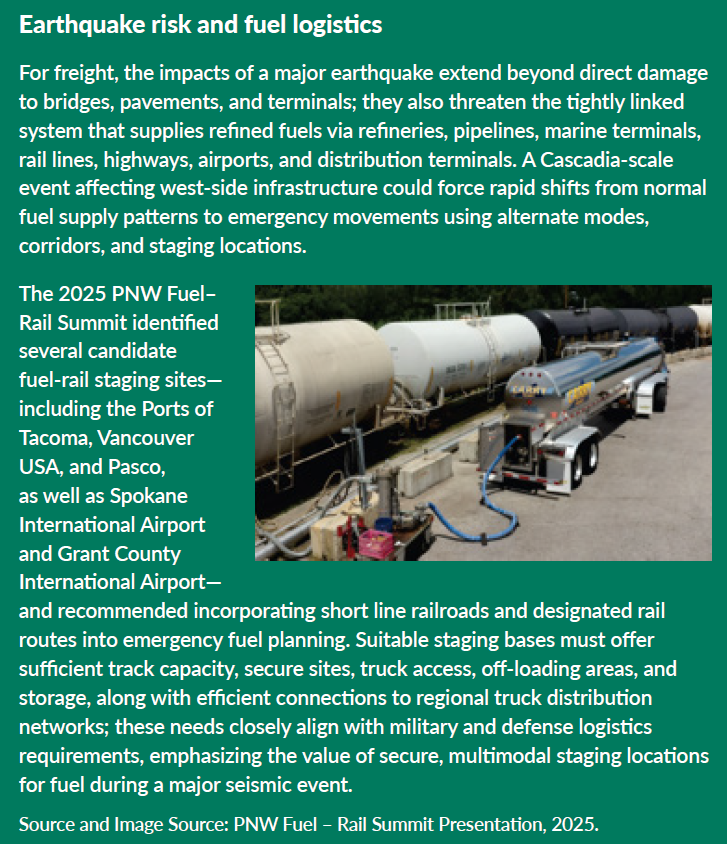 Earthquake risk and fuel logistics
For freight, the impacts of a major earthquake extend beyond direct damage
to bridges, pavements, and terminals; they also threaten the tightly linked
system that supplies refined fuels via refineries, pipelines, marine terminals,
rail lines, highways, airports, and distribution terminals. A Cascadia-scale
event affecting west-side infrastructure could force rapid shifts from normal
fuel supply patterns to emergency movements using alternate modes,
corridors, and staging locations.
The 2025 PNW Fuel–
Rail Summit identified
several candidate
fuel-rail staging sites—
including the Ports of
Tacoma, Vancouver
USA, and Pasco,
as well as Spokane
International Airport
and Grant County
International Airport—
and recommended incorporating short line railroads and designated rail
routes into emergency fuel planning. Suitable staging bases must offer
sufficient track capacity, secure sites, truck access, off-loading areas, and
storage, along with efficient connections to regional truck distribution
networks; these needs closely align with military and defense logistics
requirements, emphasizing the value of secure, multimodal staging locations
for fuel during a major seismic event.
Source and Image Source: PNW Fuel – Rail Summit Presentation, 2025.